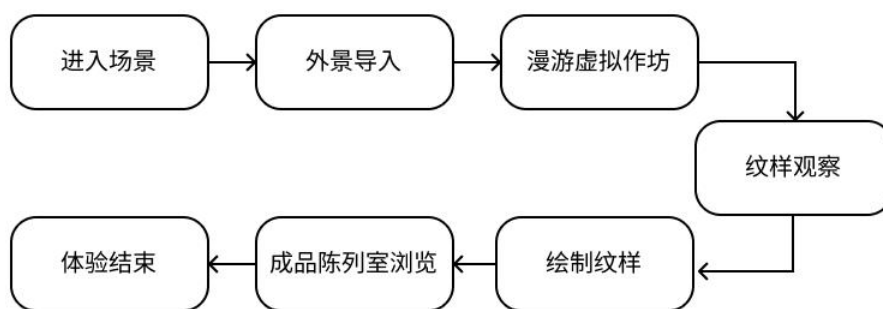 进入场景
外景导入
漫游虚拟作坊
纹样观察
绘制纹样
成品陈列室浏览
体验结束